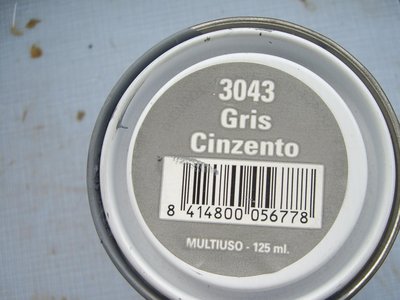 3043
Gris
Cinzento
8 414800 056778
MULTIUSO - 125 ml.